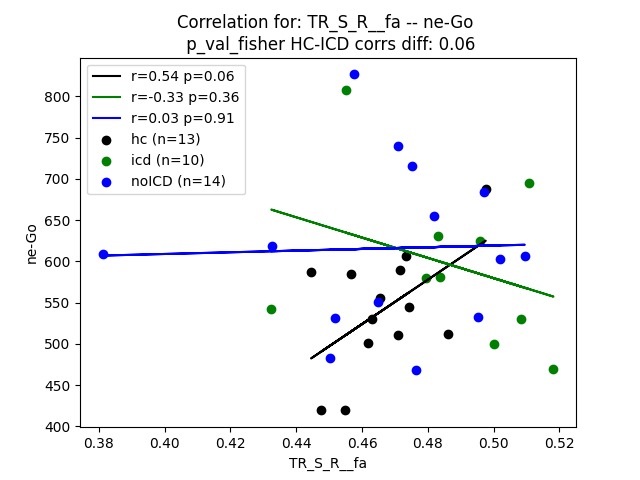 Correlation for: TR_S_R__fa -- ne-Go
p_val_fisher HC-ICD corrs diff: 0.06
r=0.54 p=0.06
r=-0.33 p=0.36
r=0.03 p=0.91
hc (n=13)
icd (n=10)
noICD (n=14)
800
750
700
650
600
550
500
450
400
ne-Go
0.38 0.40 0.42 0.44 0.46 0.48 0.50 0.52
TR_S_R__fa